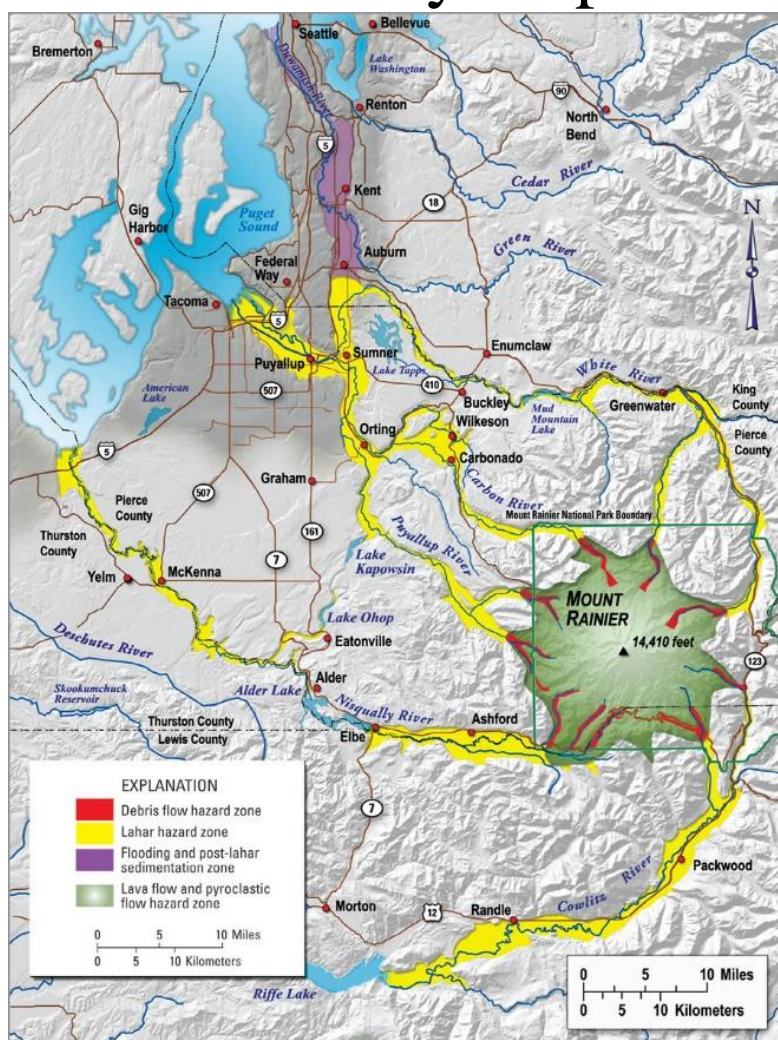 Seattle
Bellevue
Bremerton
Lake
Washington
Duwamish River
90
Renton
North
Bend
5
Kent
Cedar River
18
Puget
Sound
Gig
Harbor
Green River
N
Auburn
Federal
Way
Tacoma
5
Sumner
Enumclaw
Puyallup
Lake Tapps
White River
410
King
County
507
American
Lake
Buckley
Mud
Mountain
Lake
Greenwater
Wilkeson
Pierce
County
Orting
Carbonado
5
Graham
Carbon River
507
Pierce
County
Mount Rainier National Park Boundary
161
Puyallup River
Thurston
County
7
Lake
Kapowsin
Yelm
McKenna
MOUNT
RAINIER
Lake Ohop
14,410 feet
Deschutes River
Eatonville
123
Alder
Skookumchuck
Reservoir
Alder Lake
Nisqually River
Thurston County
Lewis County
Ashford
Elbe
EXPLANATION
Debris flow hazard zone
Lahar hazard zone
Flooding and post-lahar
sedimentation zone
Lava flow and pyroclastic
flow hazard zone
0 5 10 Miles
0 5 10 Kilometers
7
Packwood
Cowlitz River
Morton
12
Randle
Riffe Lake
0 5 10 Miles
0 5 10 Kilometers